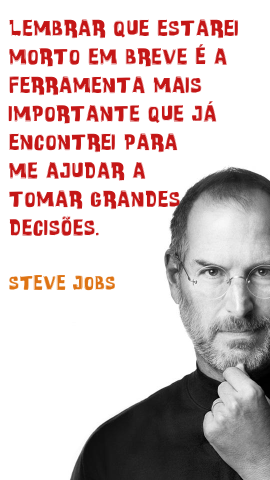 'LEMBRAR QUE ESTAREI
MORTO EM BREVE É A
FERRAMENTA MAIS
IMPORTANTE QUE JÁ
ENCONTREI PARA
ME AJUDAR A
TOMAR GRANDES
DECISÕES.
STEVE JOBS